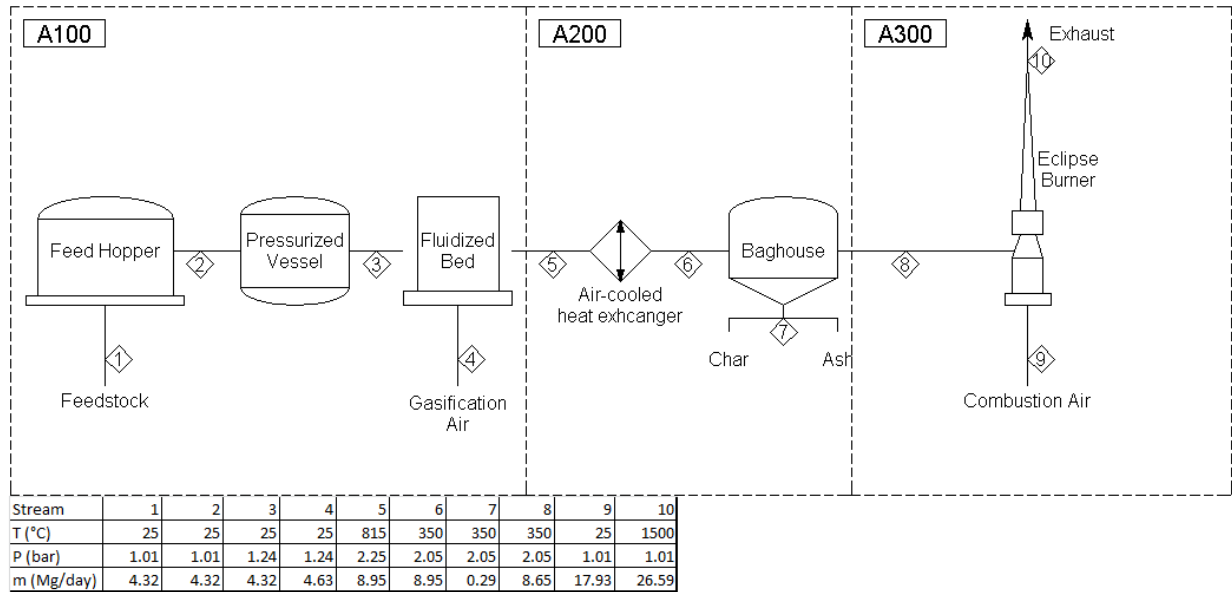 A100
A200
A300
Exhaust
10
Eclipse
Burner
Feed Hopper
Pressurized
Vessel
Fluidized
Bed
Baghouse
2
3
5
6
8
Air-cooled
heat exhcanger
7
1
4
Char
Ash
9
Feedstock
Gasification
Air
Combustion Air
Stream 1 2 3 4 5 6 7 8 9 10
T (°C) 25 25 25 25 815 350 350 350 25 1500
P (bar) 1.01 1.01 1.24 1.24 2.25 2.05 2.05 2.05 1.01 1.01
m (Mg/day) 4.32 4.32 4.32 4.63 8.95 8.95 0.29 8.65 17.93 26.59